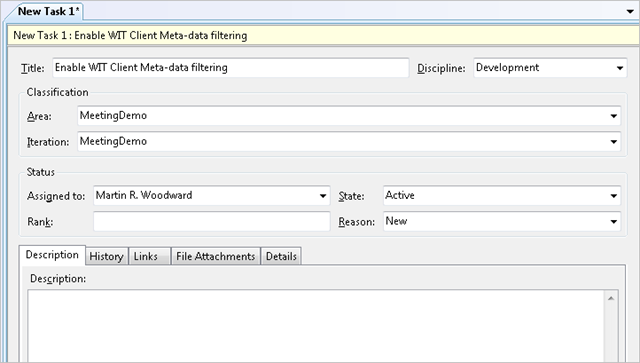 New Task 1*
New Task 1 : Enable WIT Client Meta-data filtering
Title: Enable WIT Client Meta-data filtering Discipline: Development
Classification
Area: MeetingDemo
Iteration: MeetingDemo
Status
Assigned to: Martin R. Woodward State: Active
Rank: Reason: New
Description History Links File Attachments Details
Description: